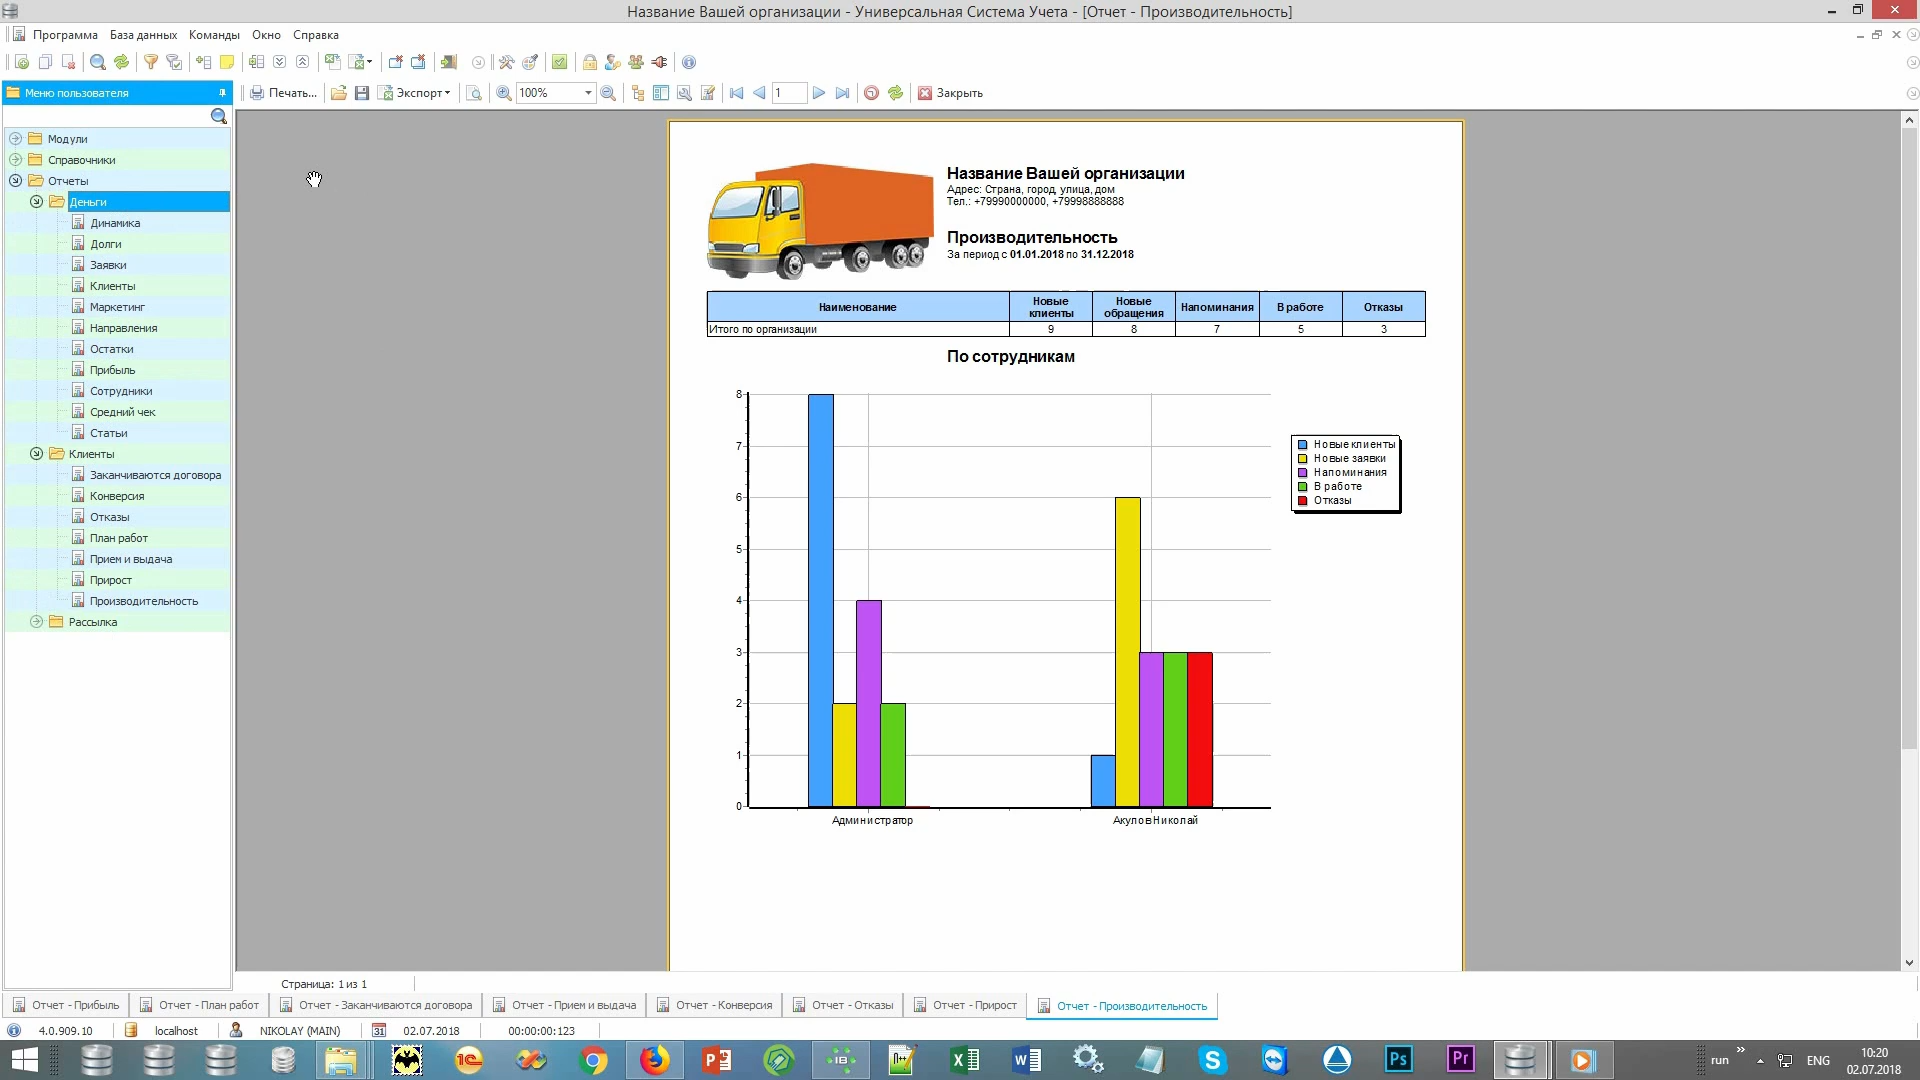 Название Вашей организации - Универсальная Система Учета - [Отчет - Производительность]
Программа База данных Команды Окно Справка
Меню пользователя
Печать... Экспорт 100% 1 Закрыть
Модули
Справочники
Отчеты
Деньги
Динамика
Долги
Заявки
Клиенты
Маркетинг
Направления
Остатки
Прибыль
Сотрудники
Средний чек
Статьи
Клиенты
Заканчиваются договора
Конверсия
Отказы
План работ
Прием и выдача
Прирост
Производительность
Рассылка
Название Вашей организации
Адрес: Страна, город, улица, дом
Тел.: +79990000000, +79998888888
Производительность
За период с 01.01.2018 по 31.12.2018
Наименование Новые клиенты Новые обращения Напоминания В работе Отказы
Итого по организации 9 8 7 5 3
По сотрудникам
8
7
6
5
4
3
2
1
0
Администратор Акулов Николай
Новые клиенты
Новые заявки
Напоминания
В работе
Отказы
Страница: 1 из 1
Отчет - Прибыль Отчет - План работ Отчет - Заканчиваются договора Отчет - Прием и выдача Отчет - Конверсия Отчет - Отказы Отчет - Прирост Отчет - Производительность
4.0.909.10 localhost NIKOLAY (MAIN) 31 02.07.2018 00:00:00:123
run ENG 10:20
02.07.2018